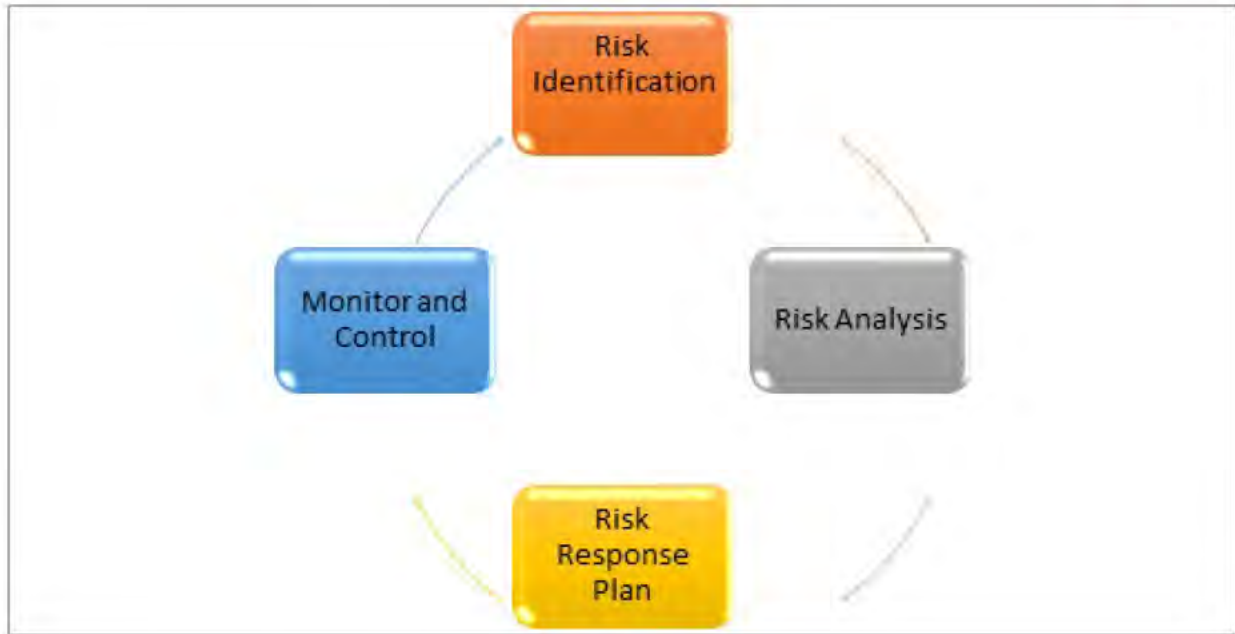 Risk
Identification
Risk Analysis
Risk
Response
Plan
Monitor and
Control